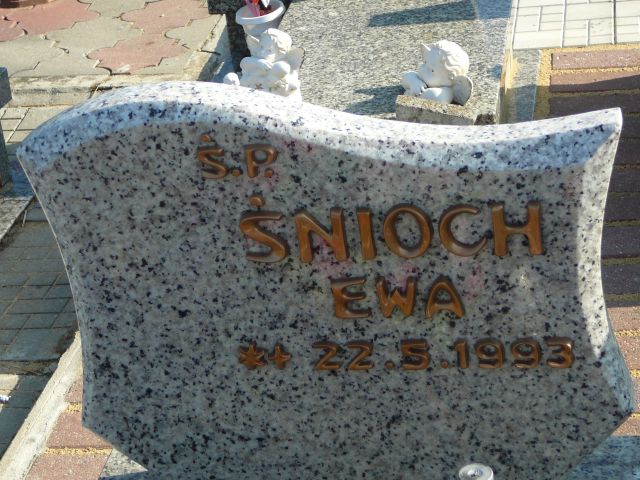 Ś.P.
ŚNIOCH
EWA
*+ 22.5.1993